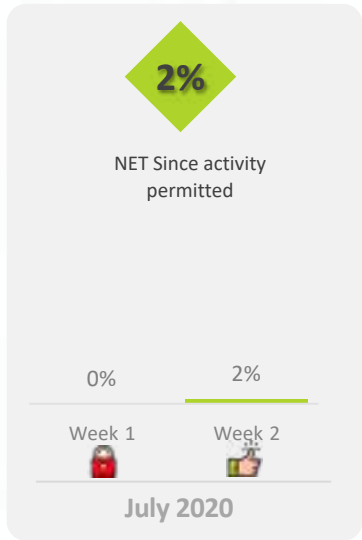 2%
NET Since activity
permitted
0% 2%
Week 1 Week 2
July 2020